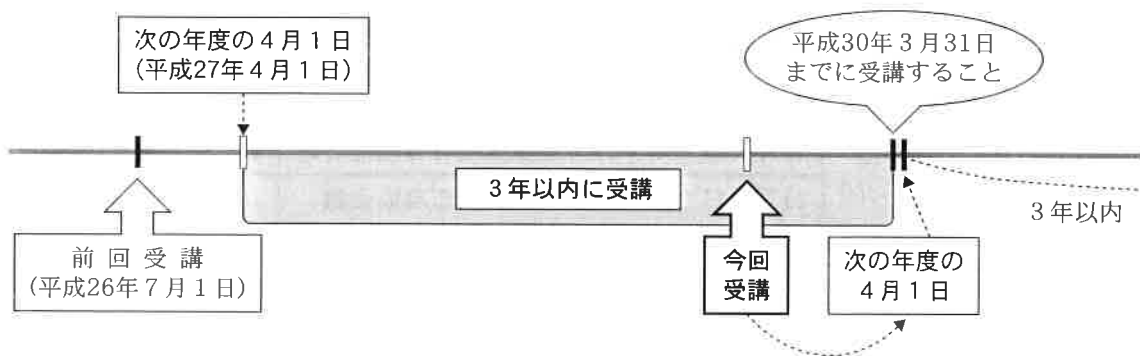 次の年度の４月１日
(平成27年４月１日)
平成30年３月31日
までに受講すること
３年以内に受講
３年以内
前回受講
(平成26年７月１日)
今回
受講
次の年度の
４月１日